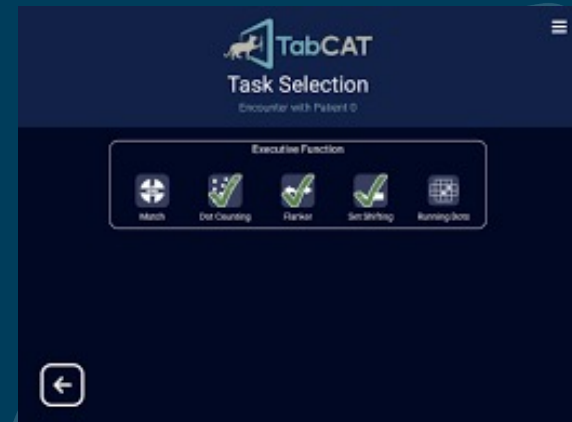 TabCAT
Task Selection
Encounter with Patient 0
Executive Function
Match Dot Counting Flanker Set Shifting Running Dots